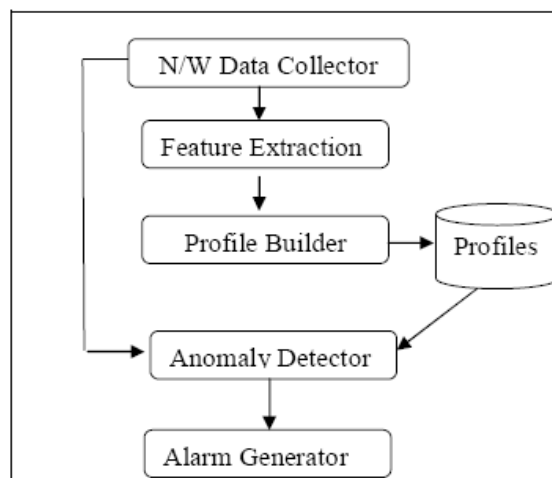 N/W Data Collector
Feature Extraction
Profile Builder
Profiles
Anomaly Detector
Alarm Generator